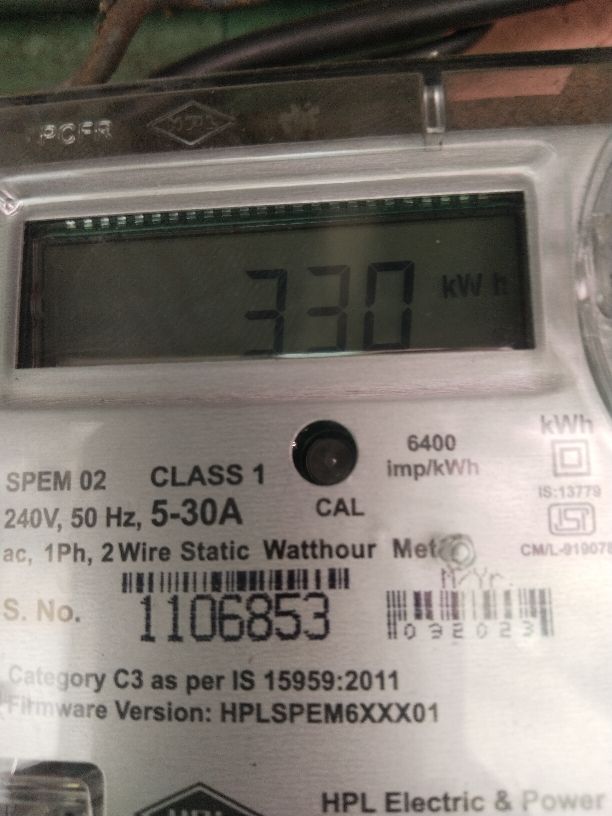 330 kWh
6400
imp/kWh
kWh
SPEM 02 CLASS 1
IS:13779
240V, 50 Hz, 5-30A
CAL
ac, 1Ph, 2 Wire Static Watthour
CM/L-919078
M/Yr.
S. No. 1106853
092023
Category C3 as per IS 15959:2011
Firmware Version: HPLSPEM6XXX01
HPL Electric & Power